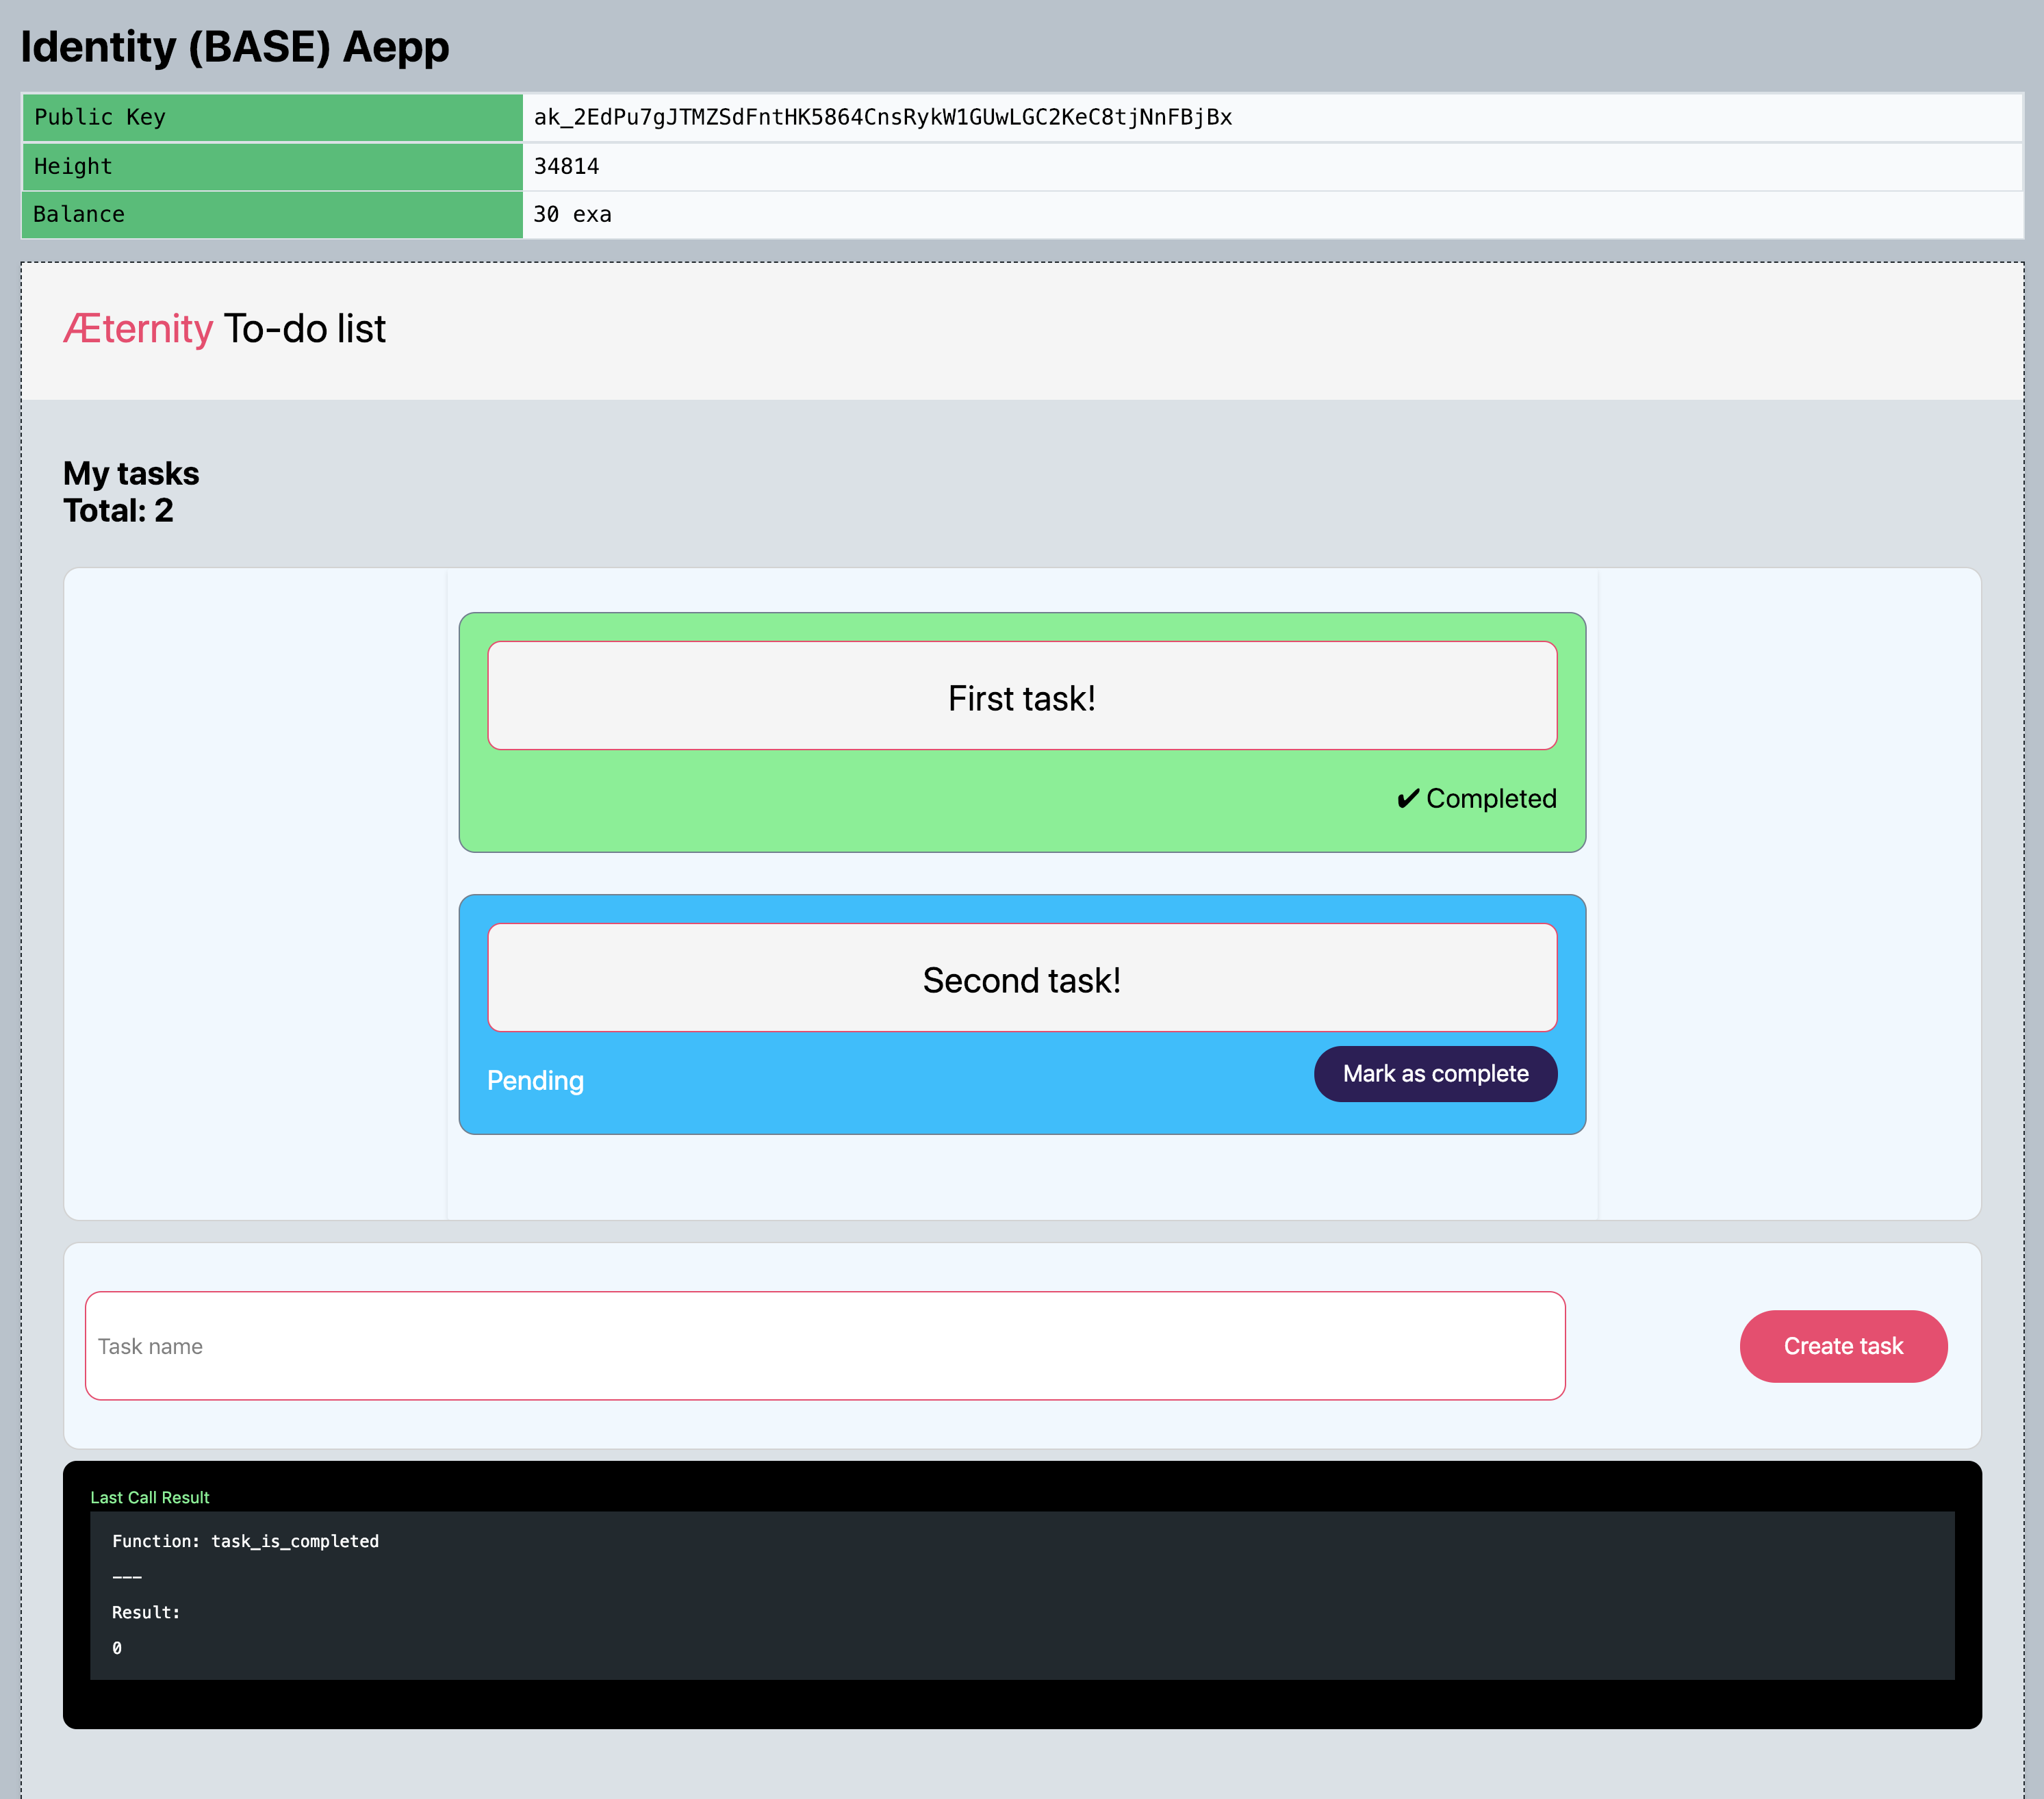 Identity (BASE) Aepp
Public Key ak_2EdPu7gJTMZSdFntHK5864CnsRykW1GUwLGC2KeC8tjNnFBjBx
Height 34814
Balance 30 exa
Æternity To-do list
My tasks
Total: 2
First task!
✔ Completed
Second task!
Pending Mark as complete
Task name Create task
Last Call Result
Function: task_is_completed
---
Result:
0